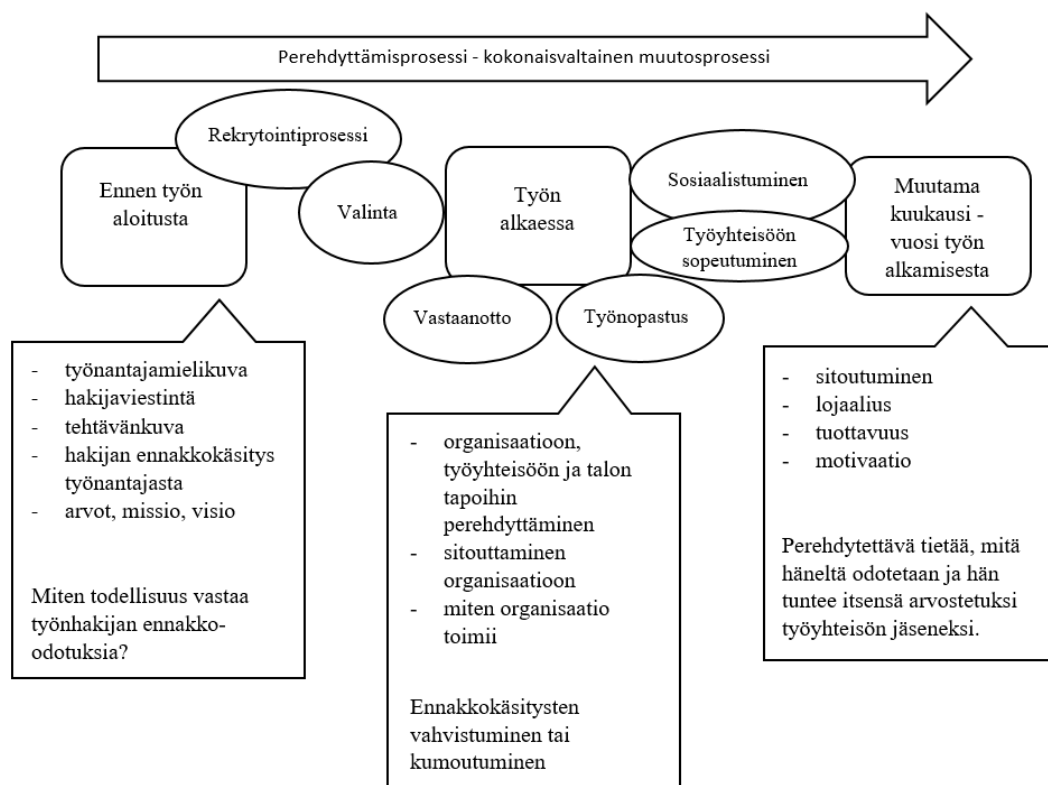 Perehdyttämisprosessi - kokonaisvaltainen muutosprosessi
Rekrytointiprosessi
Ennen työn
aloitusta
Valinta
Työn
alkaessa
Sosiaalistuminen
Työyhteisöön
sopeutuminen
Muutama
kuukausi -
vuosi työn
alkamisesta
Vastaanotto
Työnopastus
- työnantajamielikuva
- hakijaviestintä
- tehtävänkuva
- hakijan ennakkokäsitys
työnantajasta
- arvot, missio, visio
Miten todellisuus vastaa
työnhakijan ennakko-
odotuksia?
- organisaatioon,
työyhteisöön ja talon
tapoihin
perehdyttäminen
- sitouttaminen
organisaatioon
- miten organisaatio
toimii
Ennakkokäsitysten
vahvistuminen tai
kumoutuminen
- sitoutuminen
- lojaalius
- tuottavuus
- motivaatio
Perehdytettävä tietää, mitä
häneltä odotetaan ja hän
tuntee itsensä arvostetuksi
työyhteisön jäseneksi.